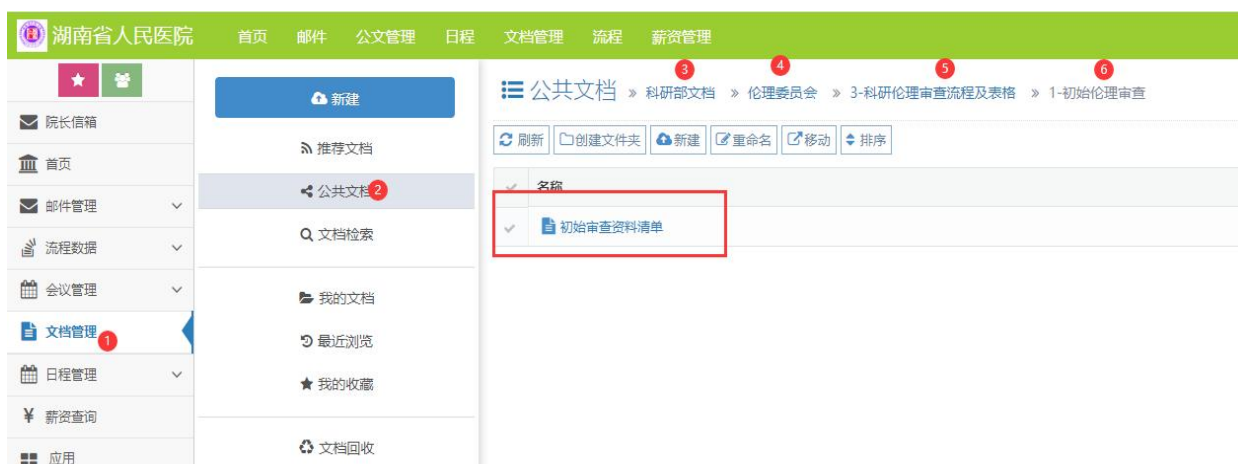 湖南省人民医院 首页 邮件 公文管理 日程 文档管理 流程 薪资管理
院长信箱
首页
邮件管理
流程数据
会议管理
文档管理 1
日程管理
¥ 薪资查询
应用
新建
推荐文档
公共文档 2
文档检索
我的文档
最近浏览
我的收藏
文档回收
3 4 5 6
公共文档 » 科研部文档 » 伦理委员会 » 3-科研伦理审查流程及表格 » 1-初始伦理审查
刷新 创建文件夹 新建 重命名 移动 排序
名称
初始审查资料清单